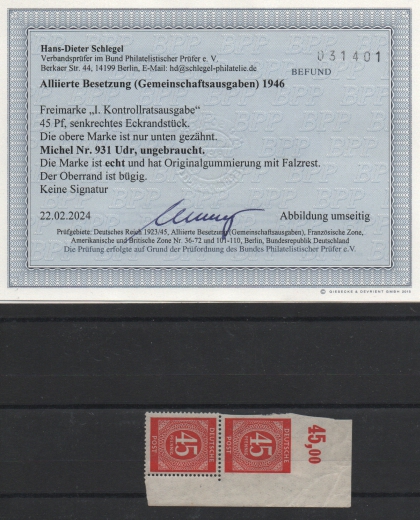 Hans-Dieter Schlegel
Verbandsprüfer im Bund Philatelistischer Prüfer e. V.
Berkaer Str. 44, 14199 Berlin, E-Mail: hd@schlegel-philatelie.de
031401
BEFUND
Alliierte Besetzung (Gemeinschaftsausgaben) 1946
Freimarke „I. Kontrollratsausgabe“
45 Pf, senkrechtes Eckrandstück.
Die obere Marke ist nur unten gezähnt.
Michel Nr. 931 Udr, ungebraucht.
Die Marke ist echt und hat Originalgummierung mit Falzrest.
Der Oberrand ist bügig.
Keine Signatur
22.02.2024
Abbildung umseitig
Prüfgebiete: Deutsches Reich 1923/45, Alliierte Besetzung (Gemeinschaftsausgaben), Französische Zone,
Amerikanische und Britische Zone Nr. 36-72 und 101-110, Berlin, Bundesrepublik Deutschland
Die Prüfung erfolgte auf Grund der Prüfordnung des Bundes Philatelistischer Prüfer e.V.
45,00
DEUTSCHE
45
PFENNIG
POST
DEUTSCHE
45
PFENNIG
POST